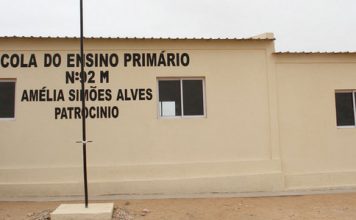 COLA DO ENSINO PRIMÁRIO
Nº92 M
AMÉLIA SIMÕES ALVES
PATROCINIO